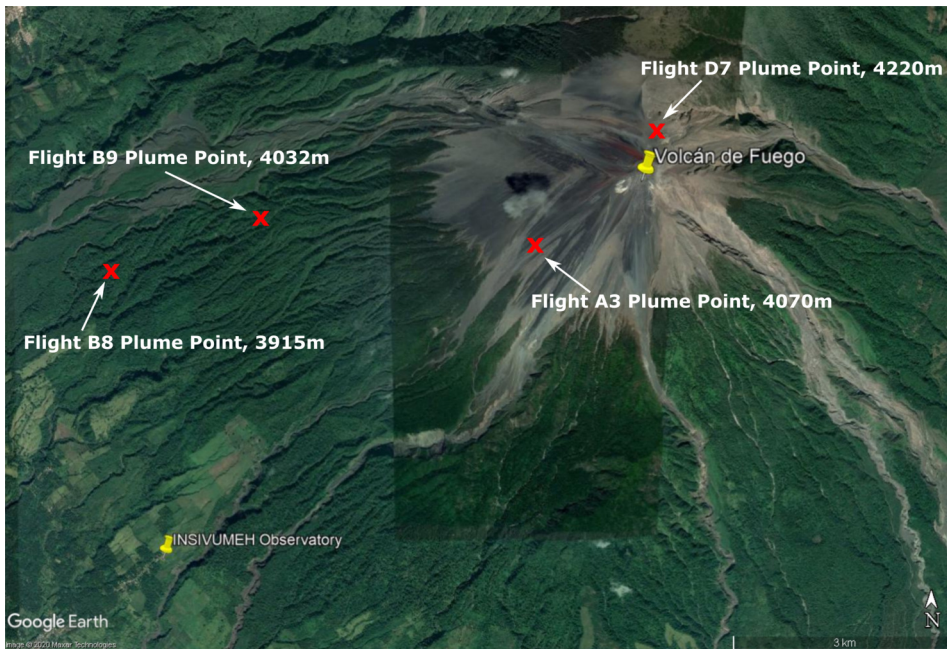 Flight D7 Plume Point, 4220m
Flight B9 Plume Point, 4032m
Volcán de Fuego
Flight A3 Plume Point, 4070m
Flight B8 Plume Point, 3915m
INSIVUMEH Observatory
Google Earth
N
Image © 2020 Maxar Technologies
3 km